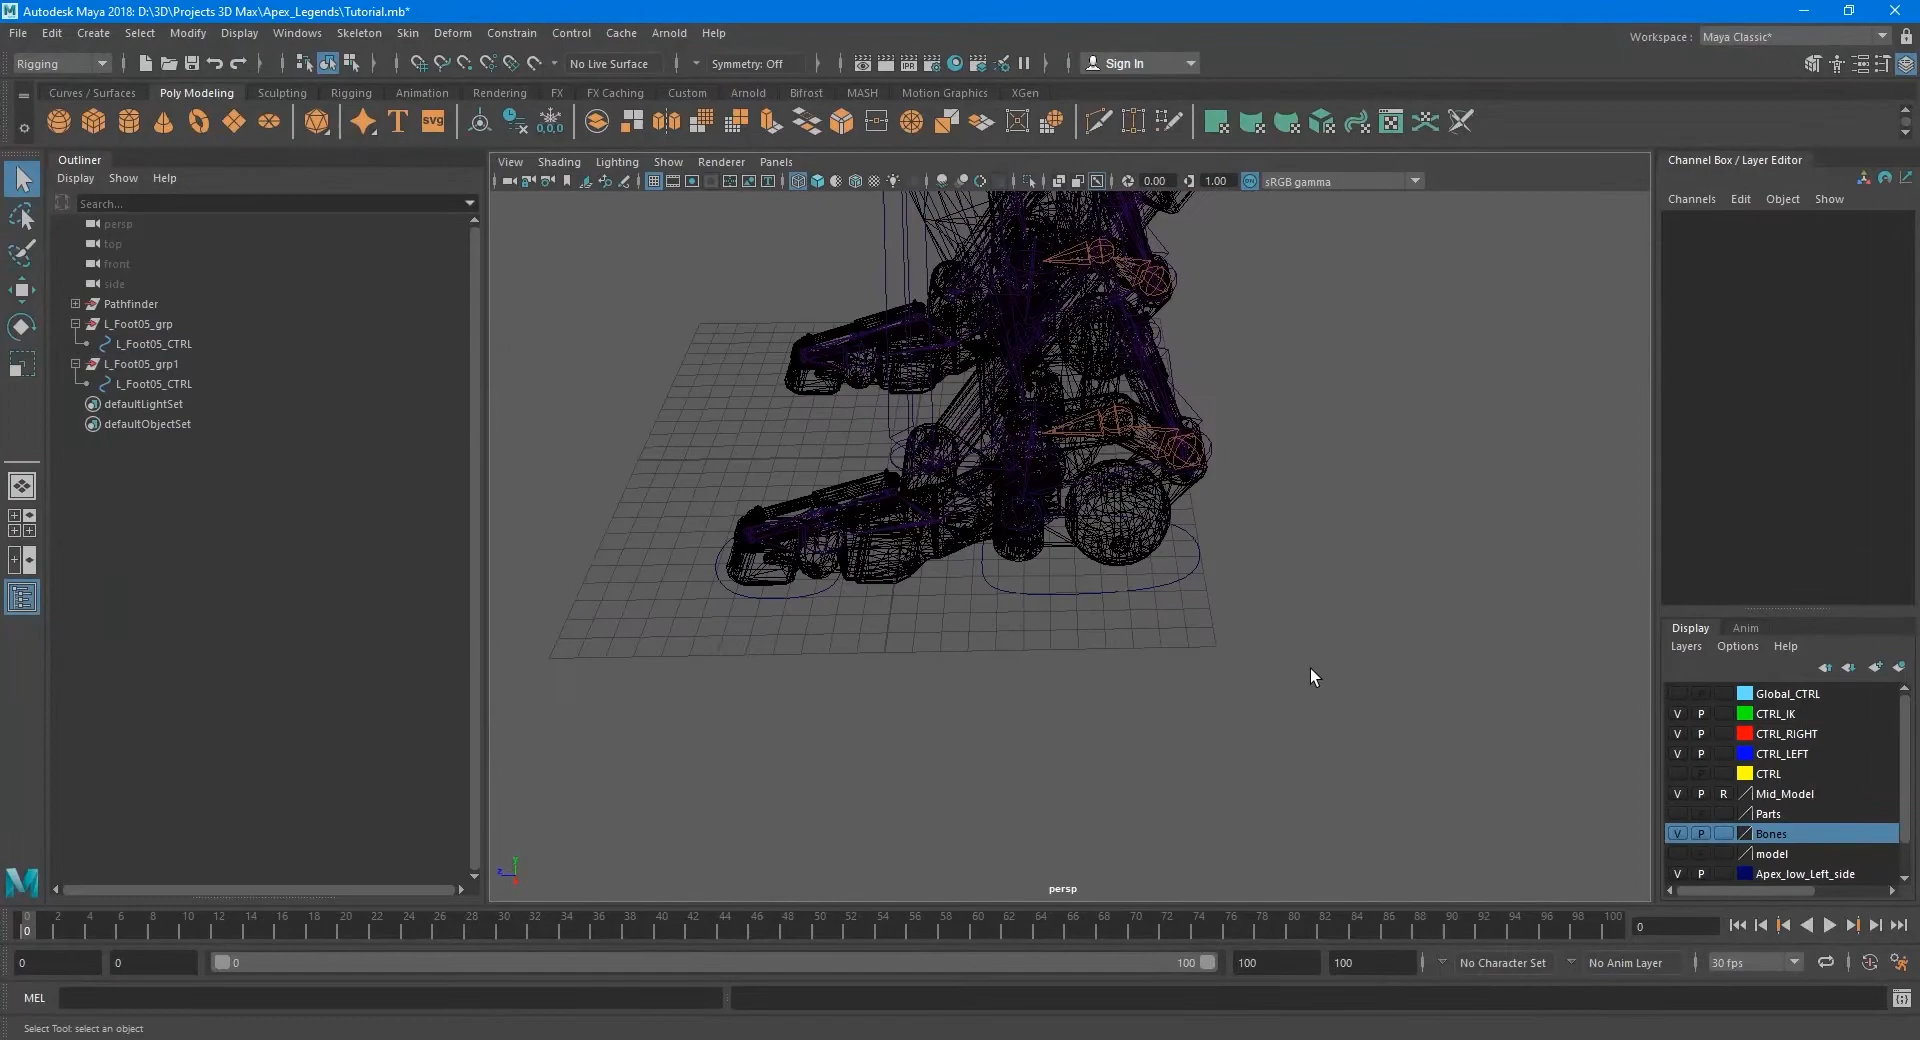 Autodesk Maya 2018: D:\3D\Projects 3D Max\Apex_Legends\Tutorial.mb*
File Edit Create Select Modify Display Windows Skeleton Skin Deform Constrain Control Cache Arnold Help
Workspace : Maya Classic*
Rigging No Live Surface Symmetry: Off Sign In
Curves / Surfaces Poly Modeling Sculpting Rigging Animation Rendering FX FX Caching Custom Arnold Bifrost MASH Motion Graphics XGen
T svg 0,0,0
Outliner
Display Show Help
Search...
persp
top
front
side
Pathfinder
L_Foot05_grp
L_Foot05_CTRL
L_Foot05_grp1
L_Foot05_CTRL
defaultLightSet
defaultObjectSet
View Shading Lighting Show Renderer Panels
0.00 1.00 ON sRGB gamma
y
z
persp
Channel Box / Layer Editor
Channels Edit Object Show
Display Anim
Layers Options Help
Global_CTRL
V P CTRL_IK
V P CTRL_RIGHT
V P CTRL_LEFT
CTRL
V P R Mid_Model
Parts
V P Bones
model
V P Apex_low_Left_side
0 2 4 6 8 10 12 14 16 18 20 22 24 26 28 30 32 34 36 38 40 42 44 46 48 50 52 54 56 58 60 62 64 66 68 70 72 74 76 78 80 82 84 86 88 90 92 94 96 98 100
0 0
0 0 0 100 100 100 No Character Set No Anim Layer 30 fps
MEL
Select Tool: select an object